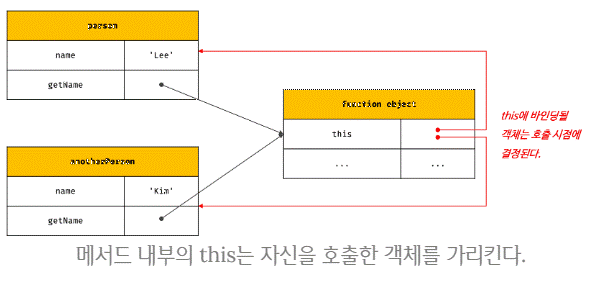 person
name 'Lee'
getName
function object
this
... ...
this에 바인당될
객체는 호출 시점에
결정된다.
anotherPerson
name 'Kim'
getName
메서드 내부의 this는 자신을 호출한 객체를 가리킨다.